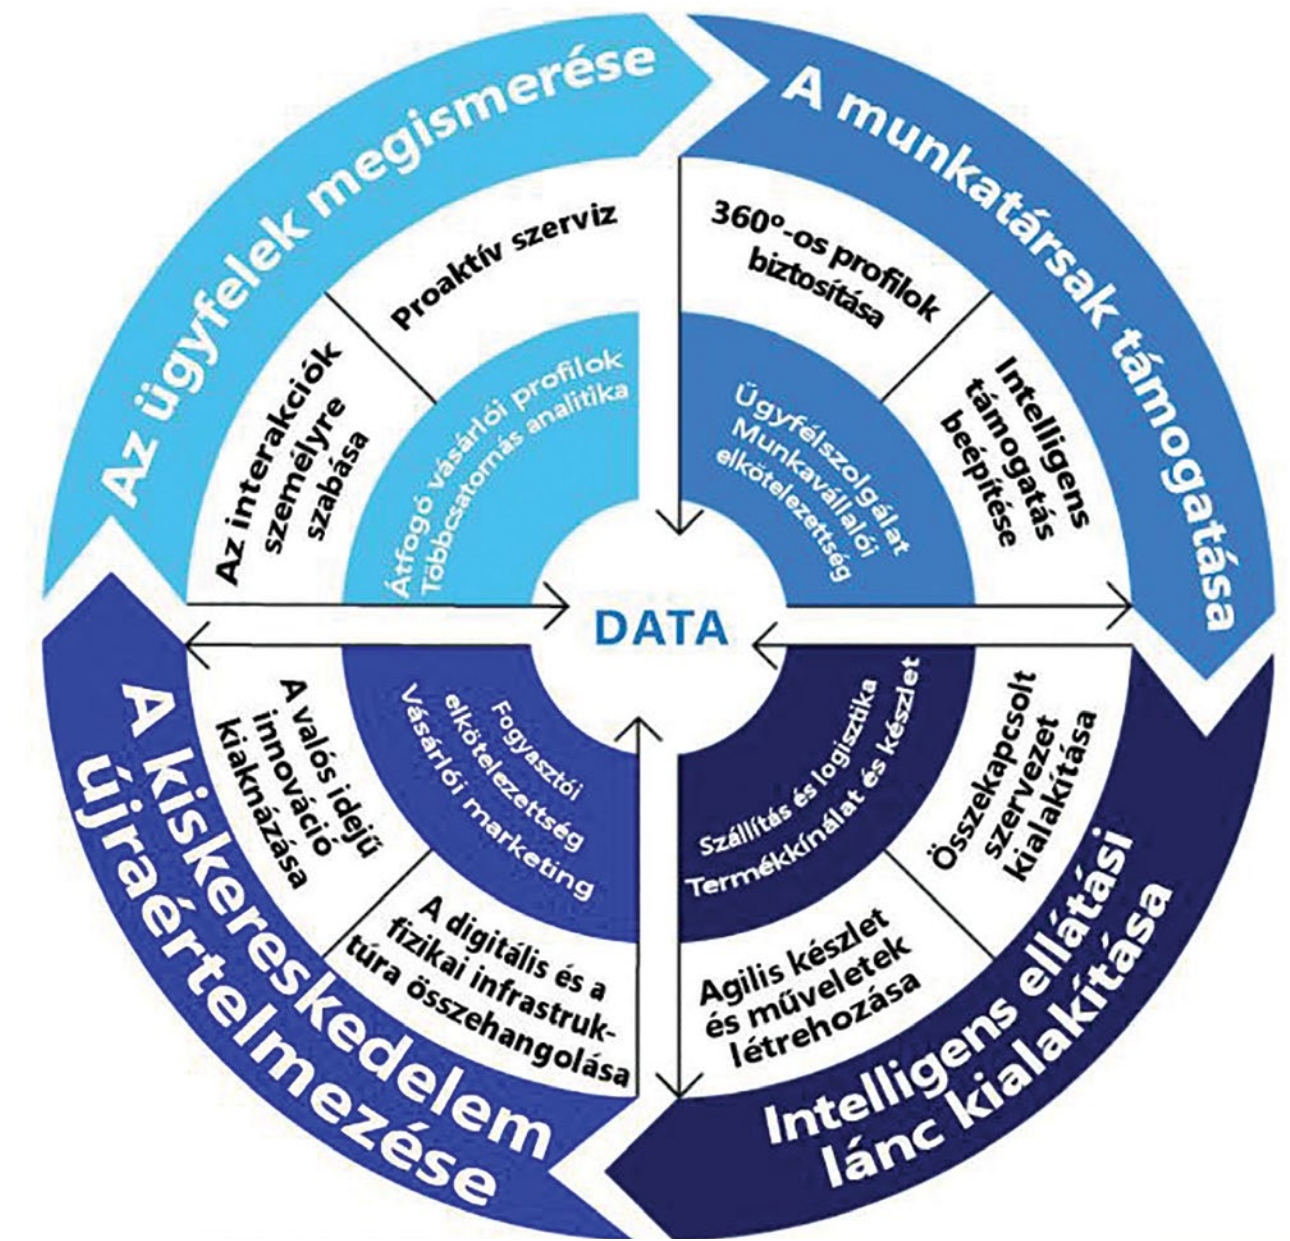 Az ügyfelek megismerése
Proaktív szerviz
Az interakciók
személyre
szabása
Átfogó vásárlói profilok
Többcsatornás analitika
A munkatársak támogatása
360º-os profilok
biztosítása
Intelligens
támogatás
beépítése
Ügyfélszolgálat
Munkavállalói
elkötelezettség
DATA
Intelligens ellátási
lánc kialakítása
Összekapcsolt
szervezet
kialakítása
Agilis készlet
és műveletek
létrehozása
Szállítás és logisztika
Termékkínálat és készlet
A kiskereskedelem
újraértelmezése
A digitális és a
fizikai infrastruk-
túra összehangolása
A valós idejű
innováció
kiaknázása
Fogyasztói
elkötelezettség
Vásárlói marketing